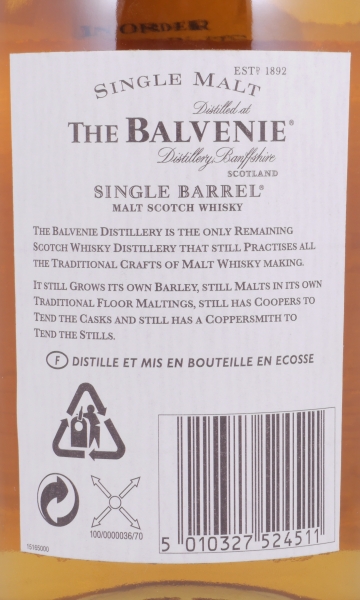 IN ORDER
ESTD 1892
SINGLE MALT
Distilled at
THE BALVENIE®
Distillery, Banffshire
SCOTLAND
SINGLE BARREL®
MALT SCOTCH WHISKY
THE BALVENIE DISTILLERY IS THE ONLY REMAINING
SCOTCH WHISKY DISTILLERY THAT STILL PRACTISES ALL
THE TRADITIONAL CRAFTS OF MALT WHISKY MAKING.
IT STILL GROWS ITS OWN BARLEY, STILL MALTS IN ITS OWN
TRADITIONAL FLOOR MALTINGS, STILL HAS COOPERS TO
TEND THE CASKS AND STILL HAS A COPPERSMITH TO
TEND THE STILLS.
F DISTILLE ET MIS EN BOUTEILLE EN ECOSSE
100/0000036/70
10165000
5 010327 524511